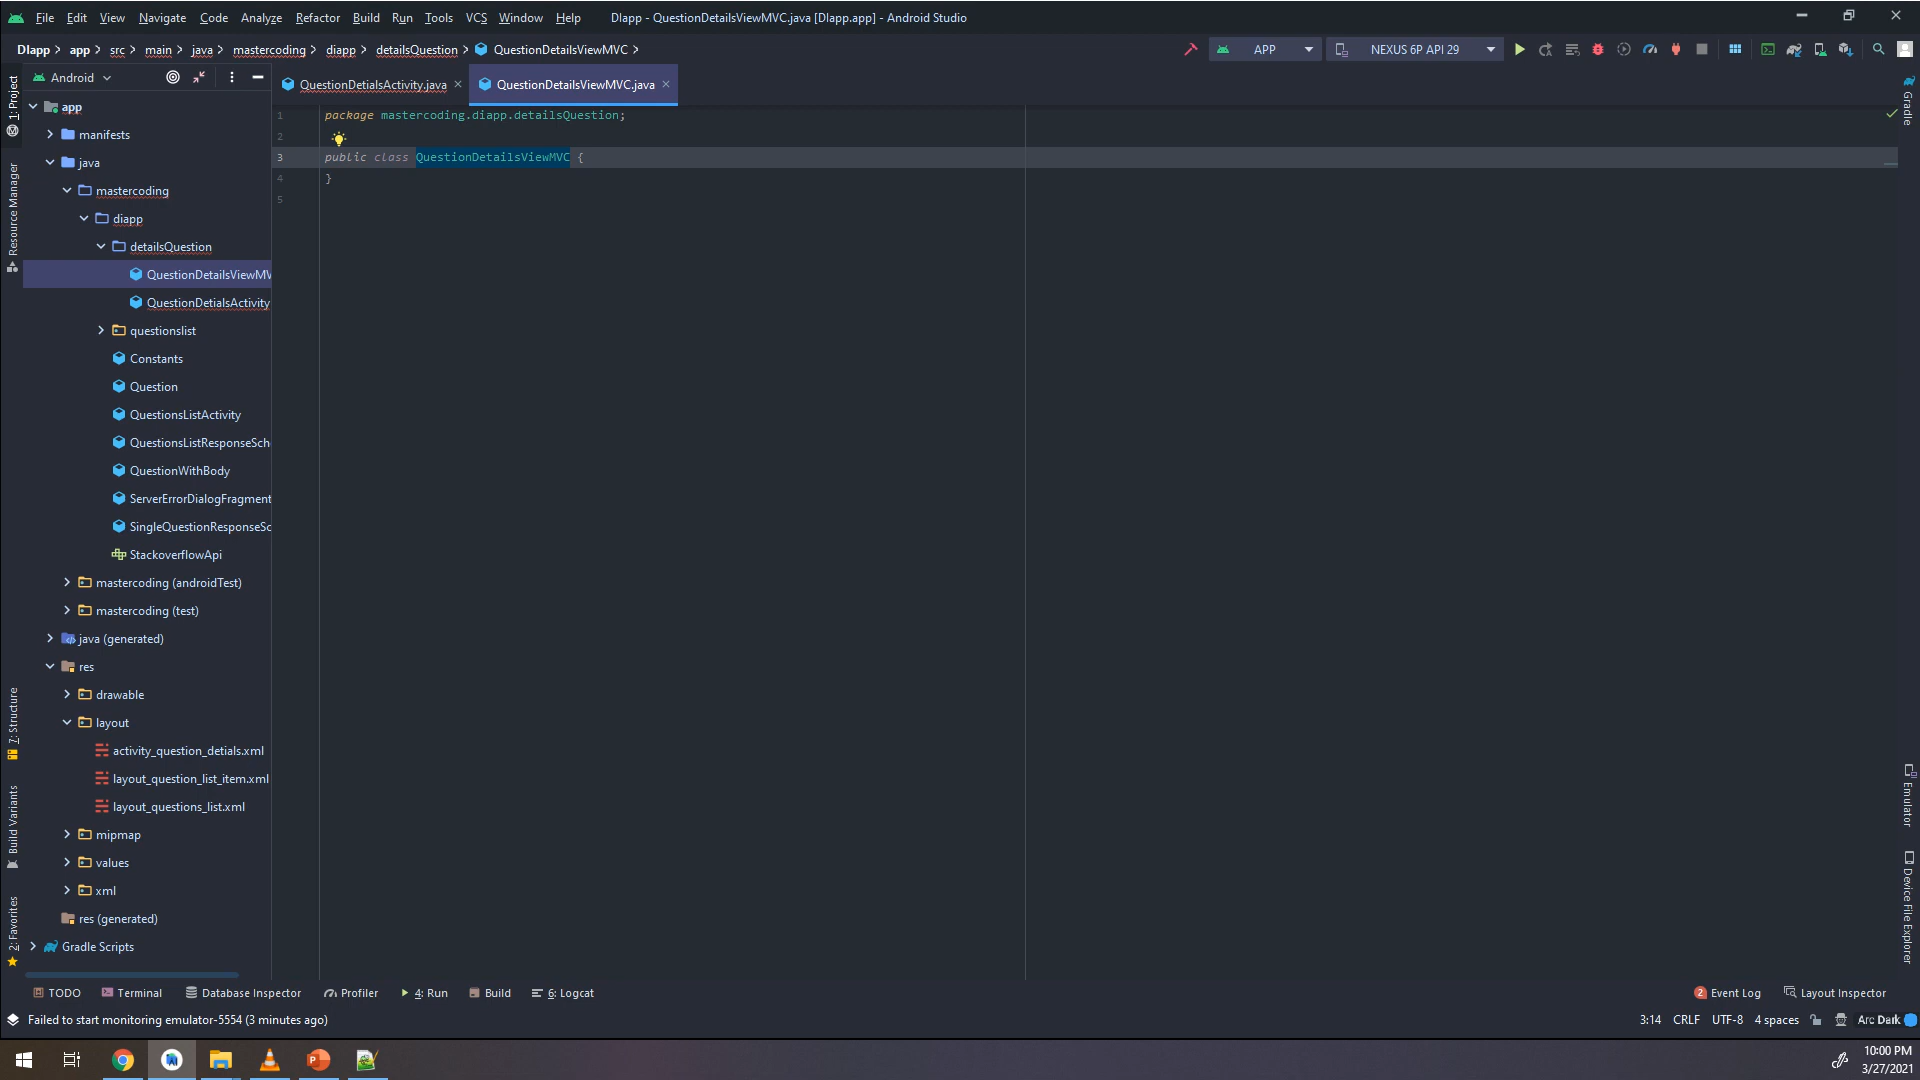 File Edit View Navigate Code Analyze Refactor Build Run Tools VCS Window Help DIapp - QuestionDetailsViewMVC.java [DIapp.app] - Android Studio
DIapp app src main java mastercoding diapp detailsQuestion QuestionDetailsViewMVC APP NEXUS 6P API 29
Android QuestionDetialsActivity.java QuestionDetailsViewMVC.java
1: Project
Resource Manager
7: Structure
Build Variants
2: Favorites
app
manifests
java
mastercoding
diapp
detailsQuestion
QuestionDetailsViewMV
QuestionDetialsActivity
questionslist
Constants
Question
QuestionsListActivity
QuestionsListResponseSch
QuestionWithBody
ServerErrorDialogFragment
SingleQuestionResponseSc
StackoverflowApi
mastercoding (androidTest)
mastercoding (test)
java (generated)
res
drawable
layout
activity_question_detials.xml
layout_question_list_item.xml
layout_questions_list.xml
mipmap
values
xml
res (generated)
Gradle Scripts
1 package mastercoding.diapp.detailsQuestion;
2
3 public class QuestionDetailsViewMVC {
4 }
5
Gradle
Emulator
Device File Explorer
TODO Terminal Database Inspector Profiler 4: Run Build 6: Logcat 2 Event Log Layout Inspector
Failed to start monitoring emulator-5554 (3 minutes ago) 3:14 CRLF UTF-8 4 spaces Arc Dark
10:00 PM
3/27/2021